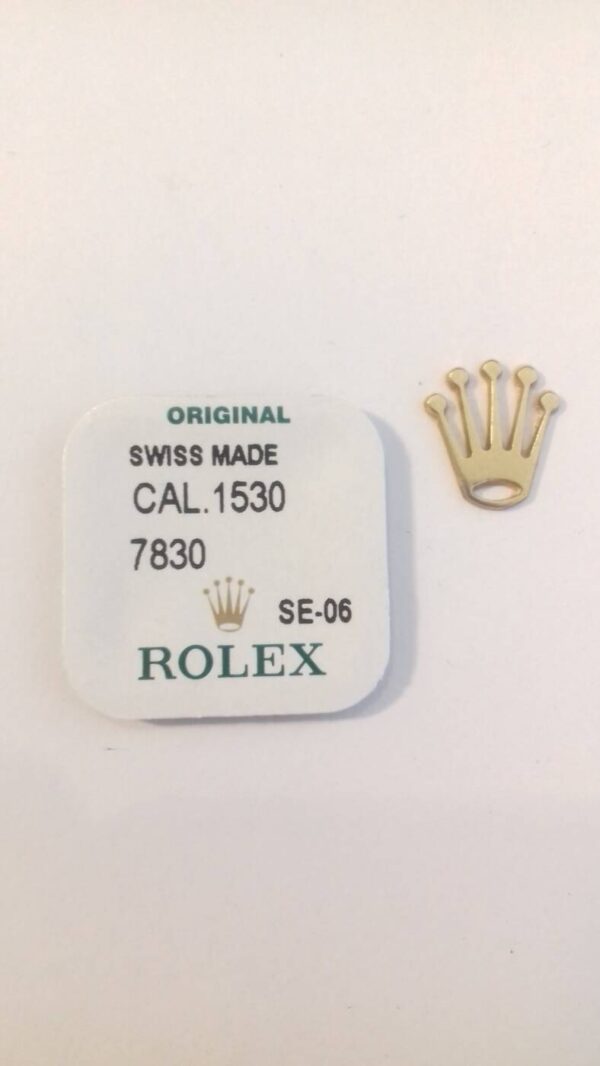 ORIGINAL
SWISS MADE
CAL.1530
7830
SE-06
ROLEX